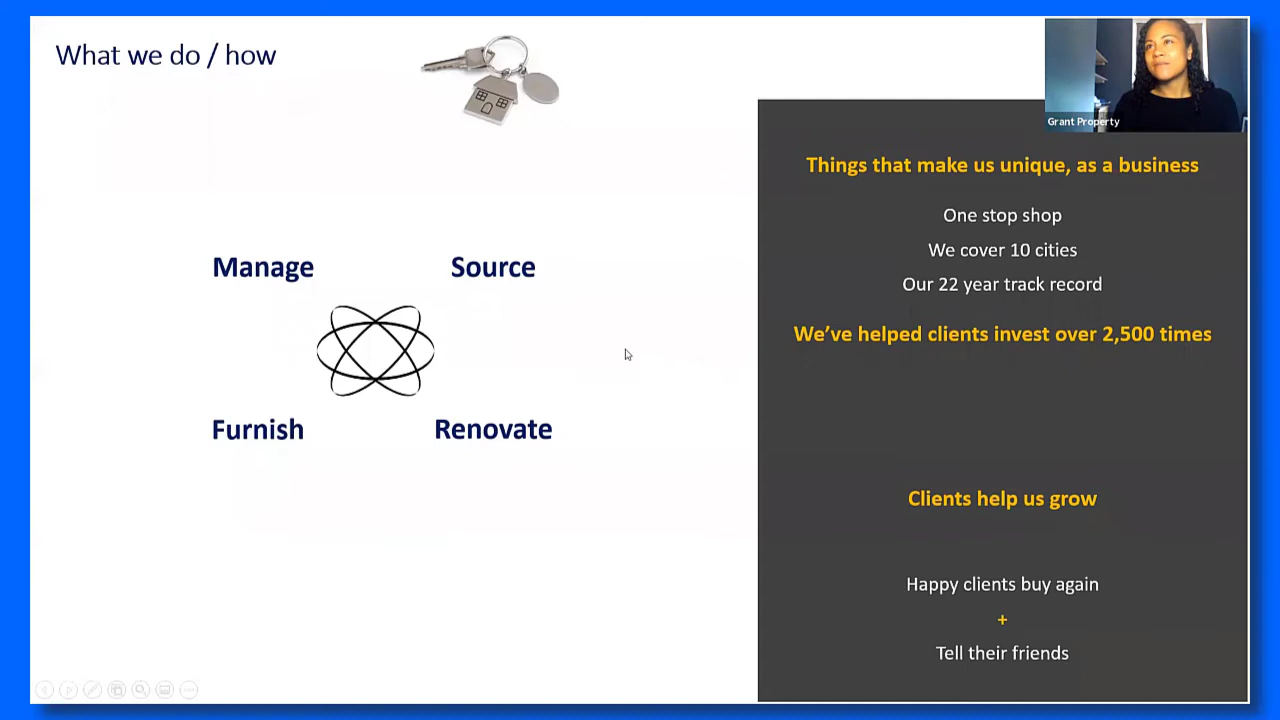 What we do / how
Grant Property
Things that make us unique, as a business
One stop shop
We cover 10 cities
Our 22 year track record
We've helped clients invest over 2,500 times
Clients help us grow
Happy clients buy again
+
Tell their friends
Manage
Source
Furnish
Renovate